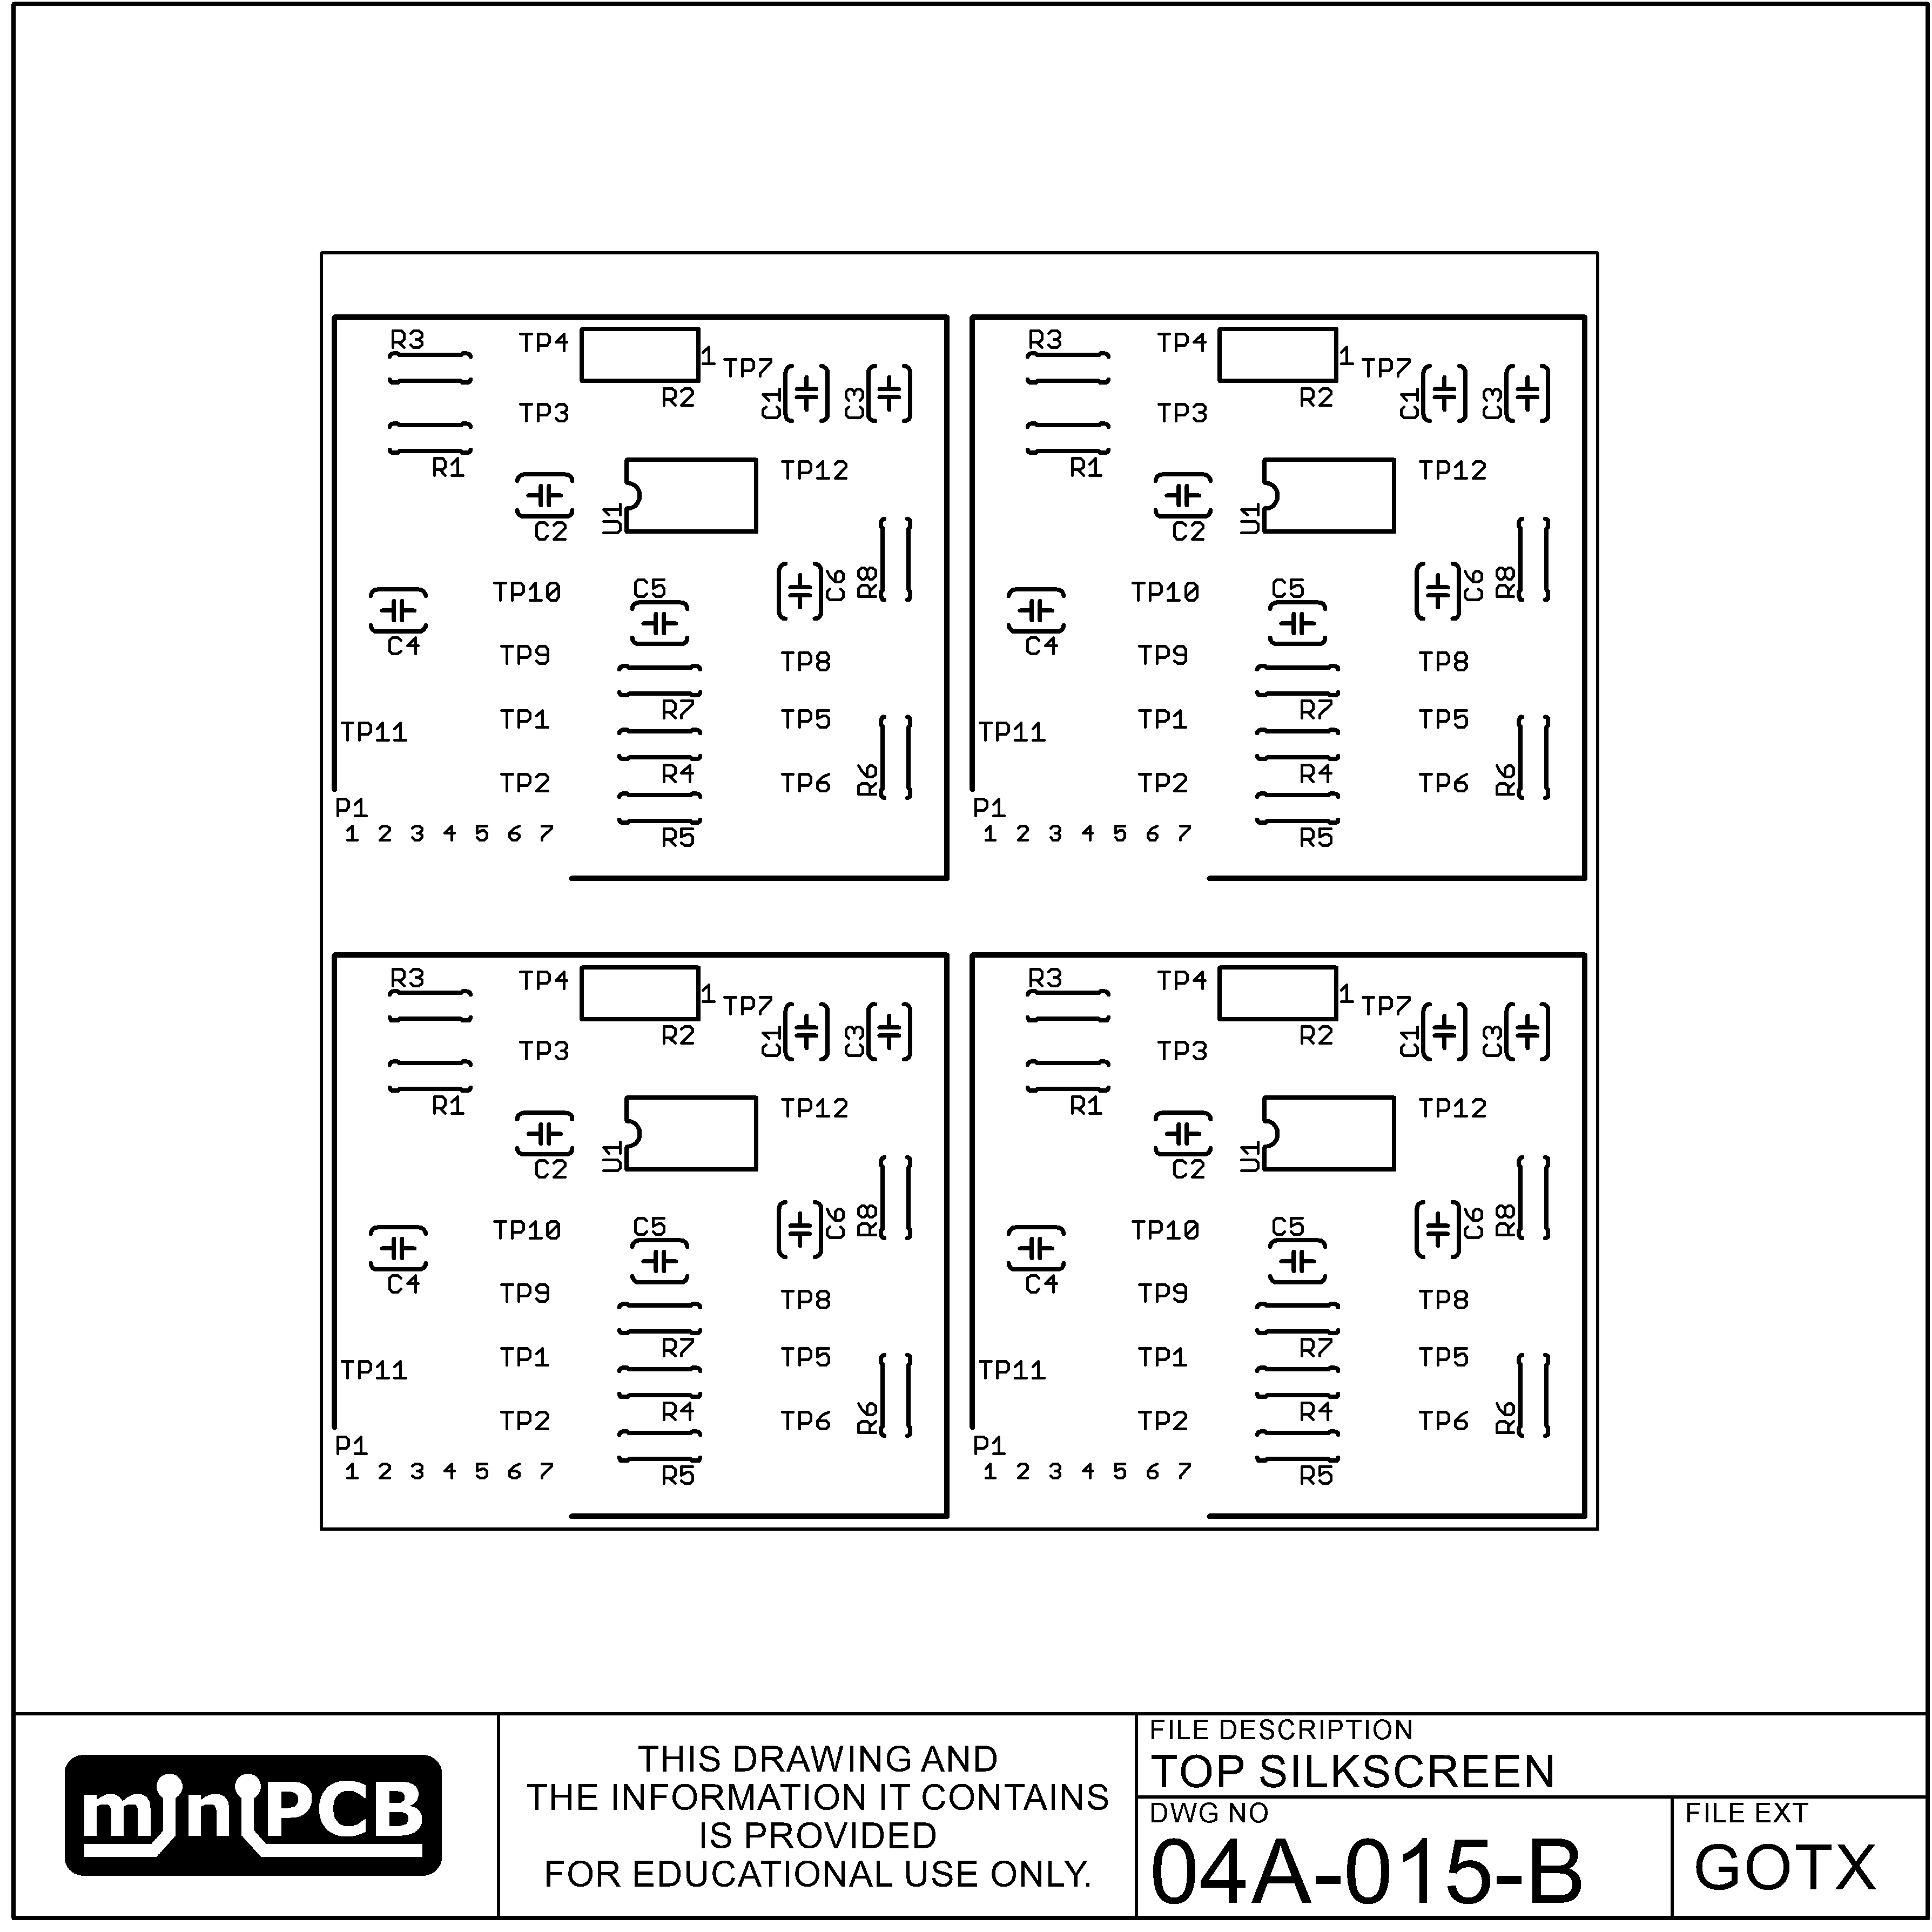 R3 TP4 1 TP7 R3 TP4 1 TP7
C1 C3 R2 C1 C3 R2
TP3 TP3
R1 TP12 R1 TP12
C2 U1 C2 U1
TP10 C5 C6 R8 TP10 C5 C6 R8
C4 C4
TP9 TP8 TP9 TP8
R7 R7
TP11 TP1 TP5 TP11 TP1 TP5
R4 R4
TP2 TP6 R6 TP2 TP6 R6
P1 P1
1 2 3 4 5 6 7 R5 1 2 3 4 5 6 7 R5
R3 TP4 1 TP7 R3 TP4 1 TP7
C1 C3 R2 C1 C3 R2
TP3 TP3
R1 TP12 R1 TP12
C2 U1 C2 U1
TP10 C5 C6 R8 TP10 C5 C6 R8
C4 C4
TP9 TP8 TP9 TP8
R7 R7
TP11 TP1 TP5 TP11 TP1 TP5
R4 R4
TP2 TP6 R6 TP2 TP6 R6
P1 P1
1 2 3 4 5 6 7 R5 1 2 3 4 5 6 7 R5
miniPCB
THIS DRAWING AND
THE INFORMATION IT CONTAINS
IS PROVIDED
FOR EDUCATIONAL USE ONLY.
FILE DESCRIPTION
TOP SILKSCREEN
DWG NO
04A-015-B
FILE EXT
GOTX